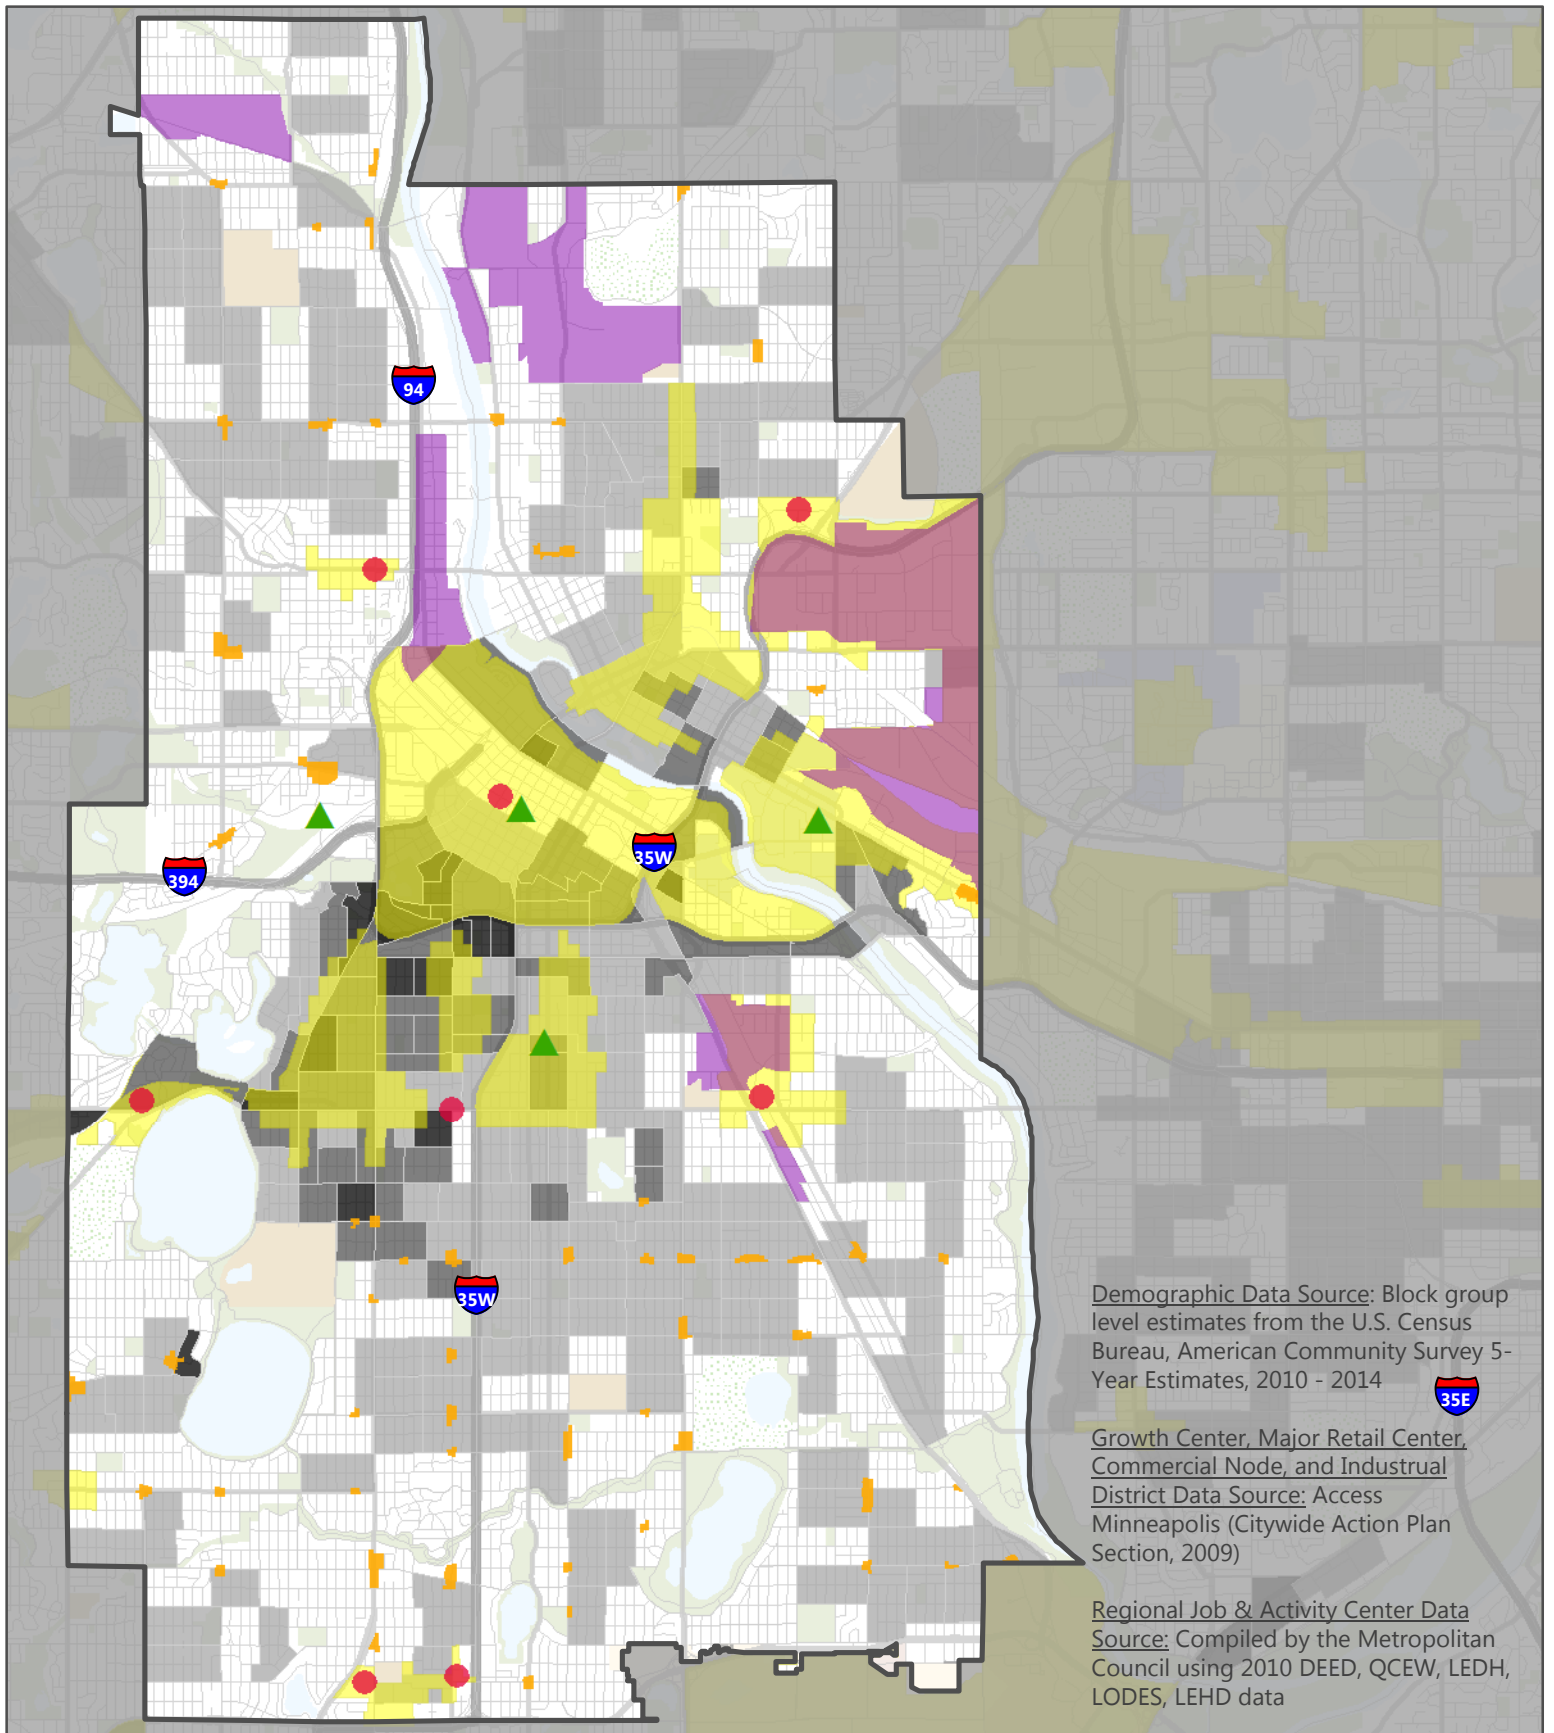 94
35W
394
35W
Demographic Data Source: Block group
level estimates from the U.S. Census
Bureau, American Community Survey 5-
Year Estimates, 2010 - 2014
35E
Growth Center, Major Retail Center,
Commercial Node, and Industrual
District Data Source: Access
Minneapolis (Citywide Action Plan
Section, 2009)
Regional Job & Activity Center Data
Source: Compiled by the Metropolitan
Council using 2010 DEED, QCEW, LEDH,
LODES, LEHD data